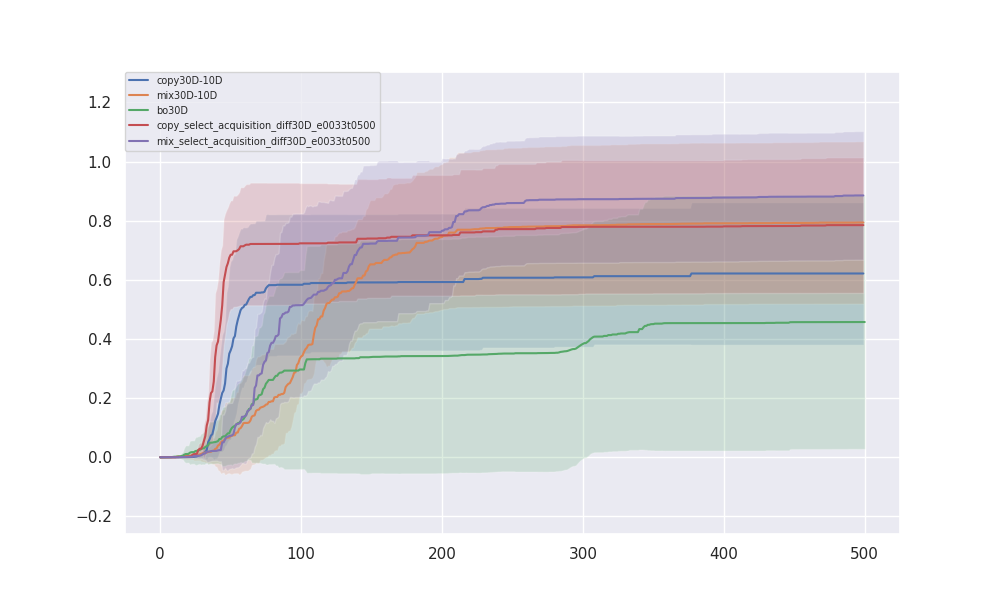 copy30D-10D
mix30D-10D
bo30D
copy_select_acquisition_diff30D_e0033t0500
mix_select_acquisition_diff30D_e0033t0500
1.2
1.0
0.8
0.6
0.4
0.2
0.0
−0.2
0 100 200 300 400 500